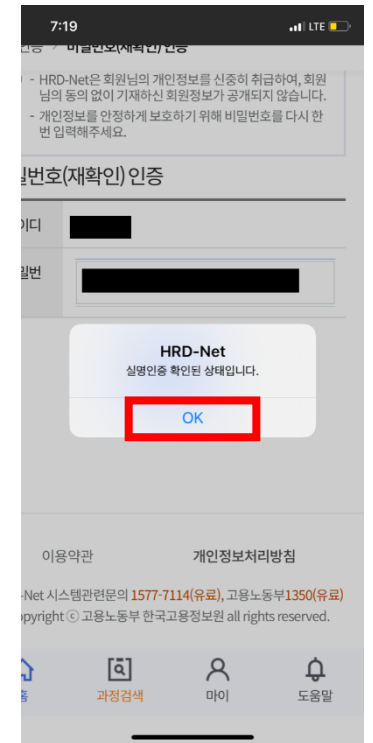 7:19 LTE
인증 > 비밀번호(재확인) 인증
- HRD-Net은 회원님의 개인정보를 신중히 취급하여, 회원
님의 동의 없이 기재하신 회원정보가 공개되지 않습니다.
- 개인정보를 안정하게 보호하기 위해 비밀번호를 다시 한
번 입력해주세요.
밀번호(재확인) 인증
이디
밀번
HRD-Net
실명인증 확인된 상태입니다.
OK
이용약관 개인정보처리방침
-Net 시스템관련문의 1577-7114(유료), 고용노동부1350(유료)
opyright ⓒ 고용노동부 한국고용정보원 all rights reserved.
홈 과정검색 마이 도움말